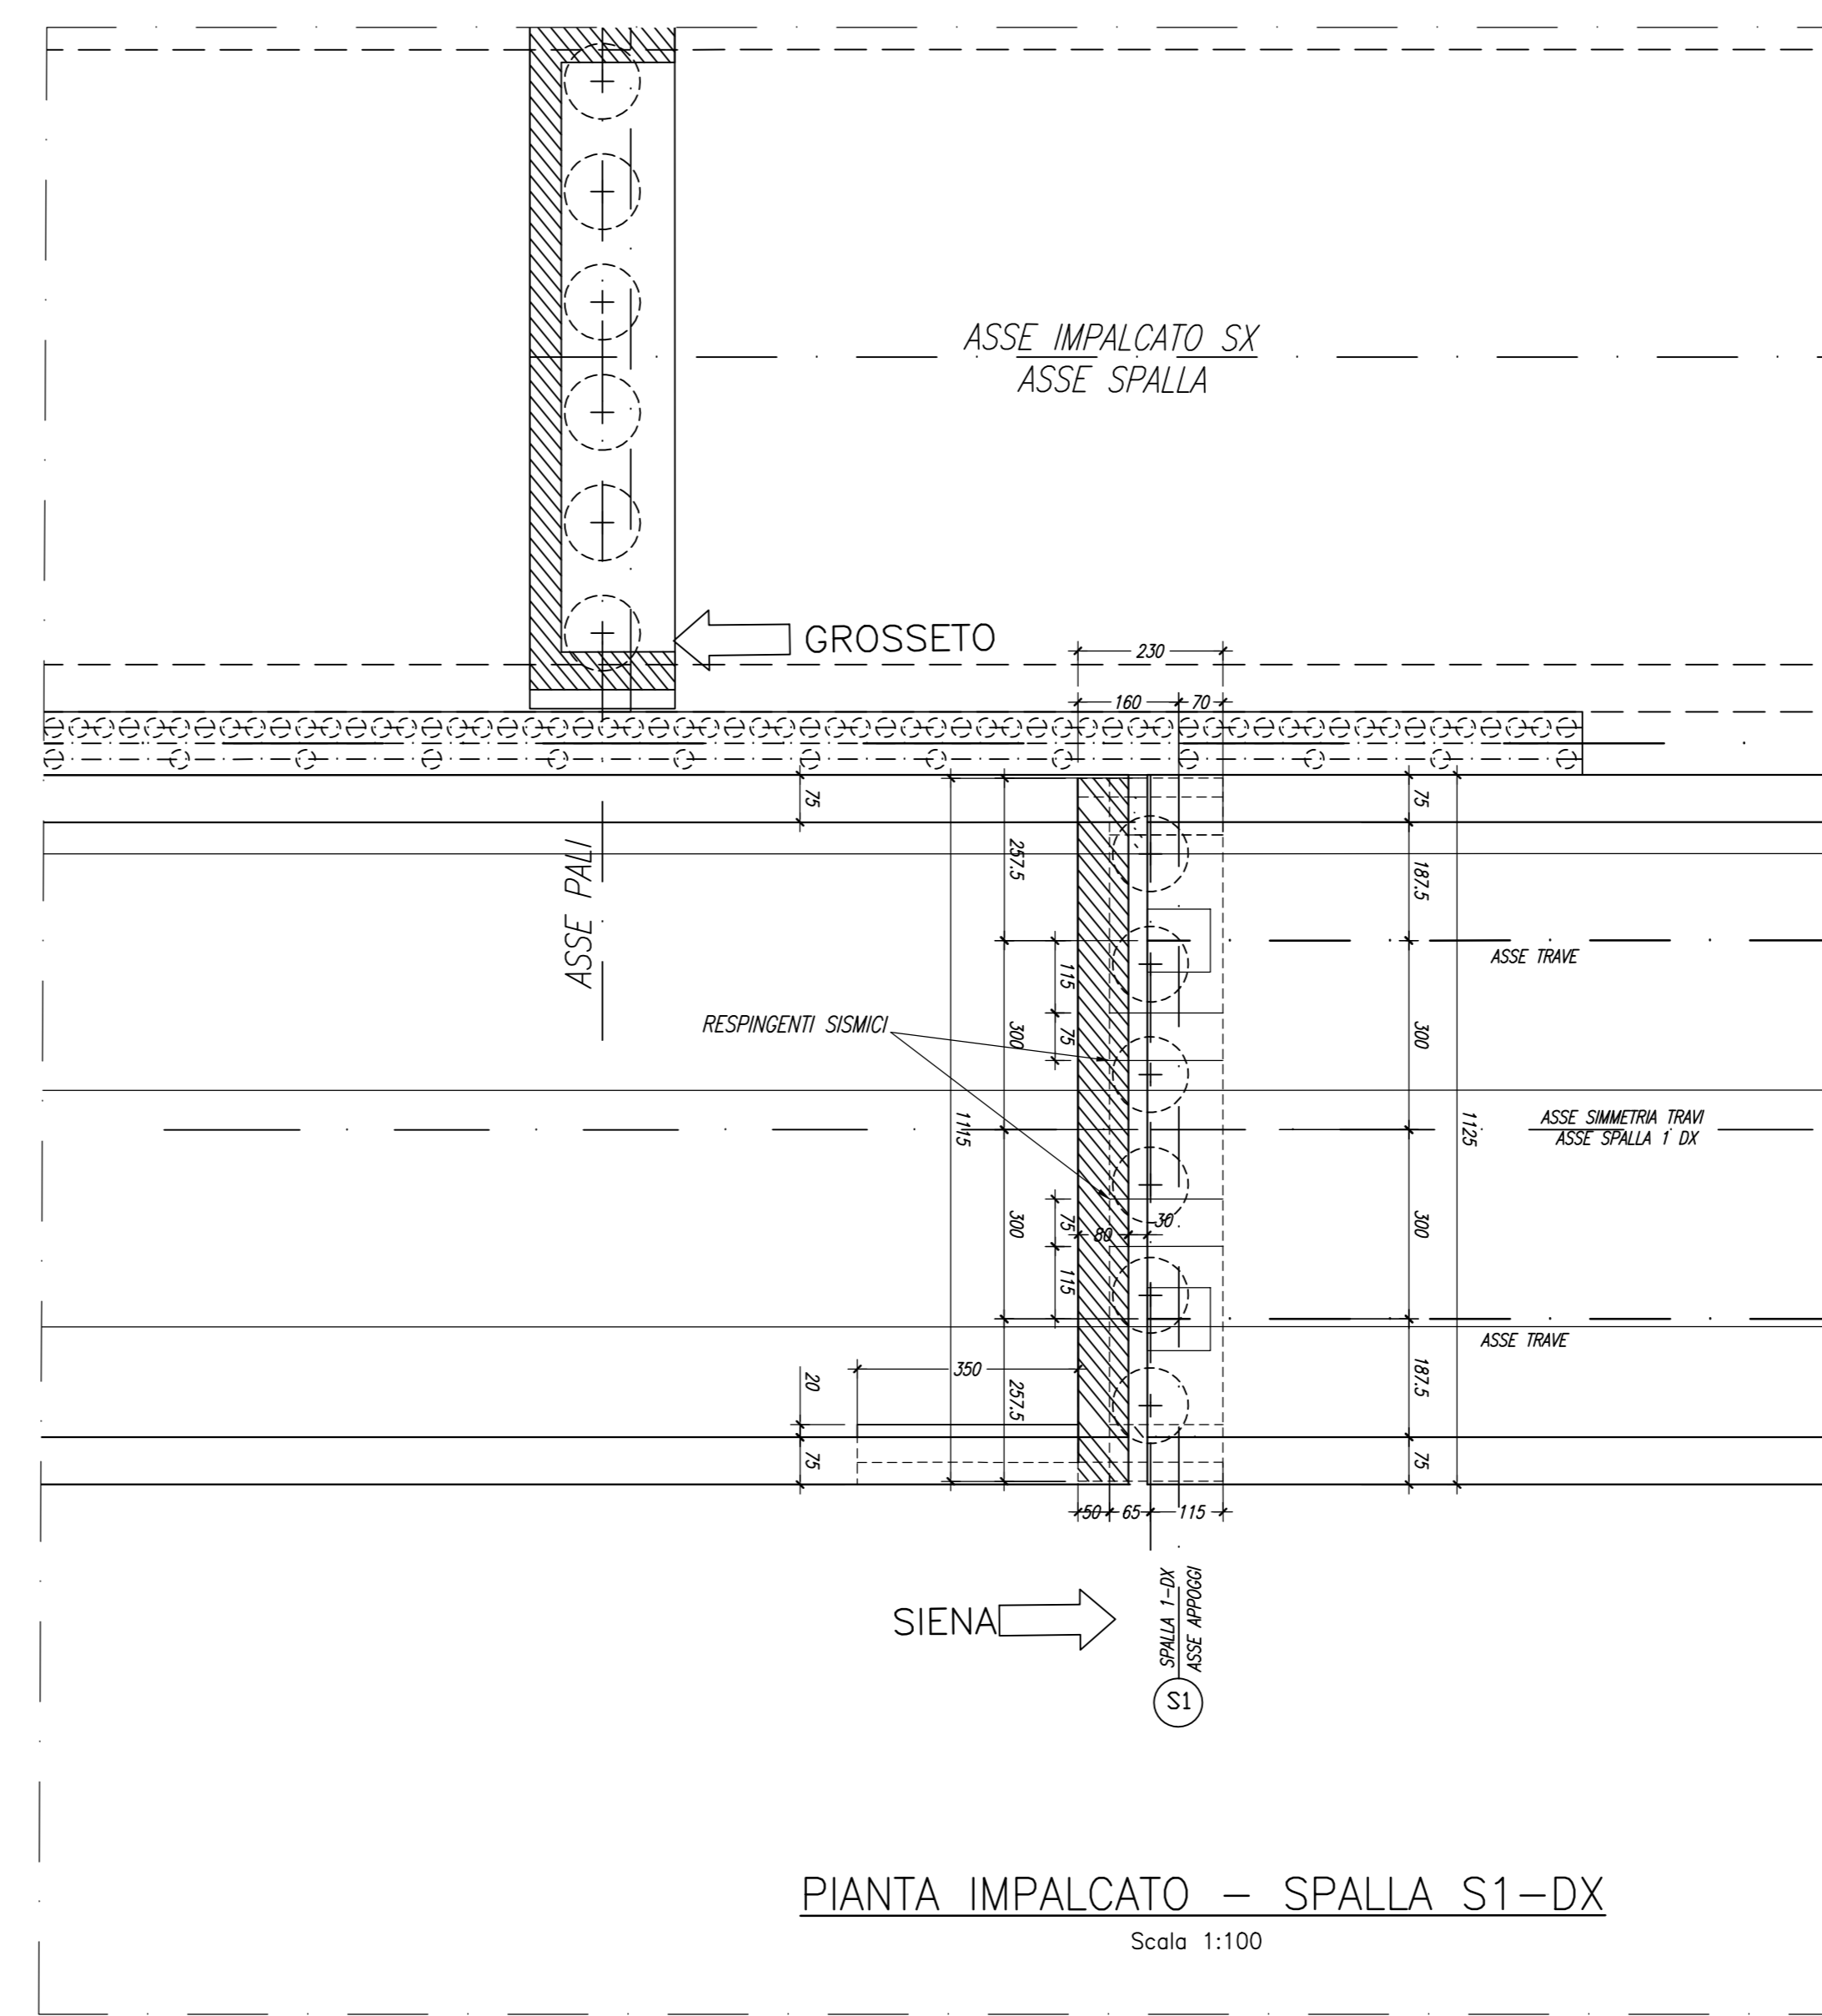 ASSE IMPALCATO SX
ASSE SPALLA
GROSSETO
230
160
70
75
75
ASSE PALI
257.5
187.5
ASSE TRAVE
115
RESPINGENTI SISMICI
75
300
300
1115
1125
ASSE SIMMETRIA TRAVI
ASSE SPALLA 1 DX
75
300
80
30
300
115
ASSE TRAVE
350
20
257.5
187.5
75
75
50
65
115
SPALLA 1-DX
ASSE APPOGGI
SIENA
S1
PIANTA IMPALCATO - SPALLA S1-DX
Scala 1:100